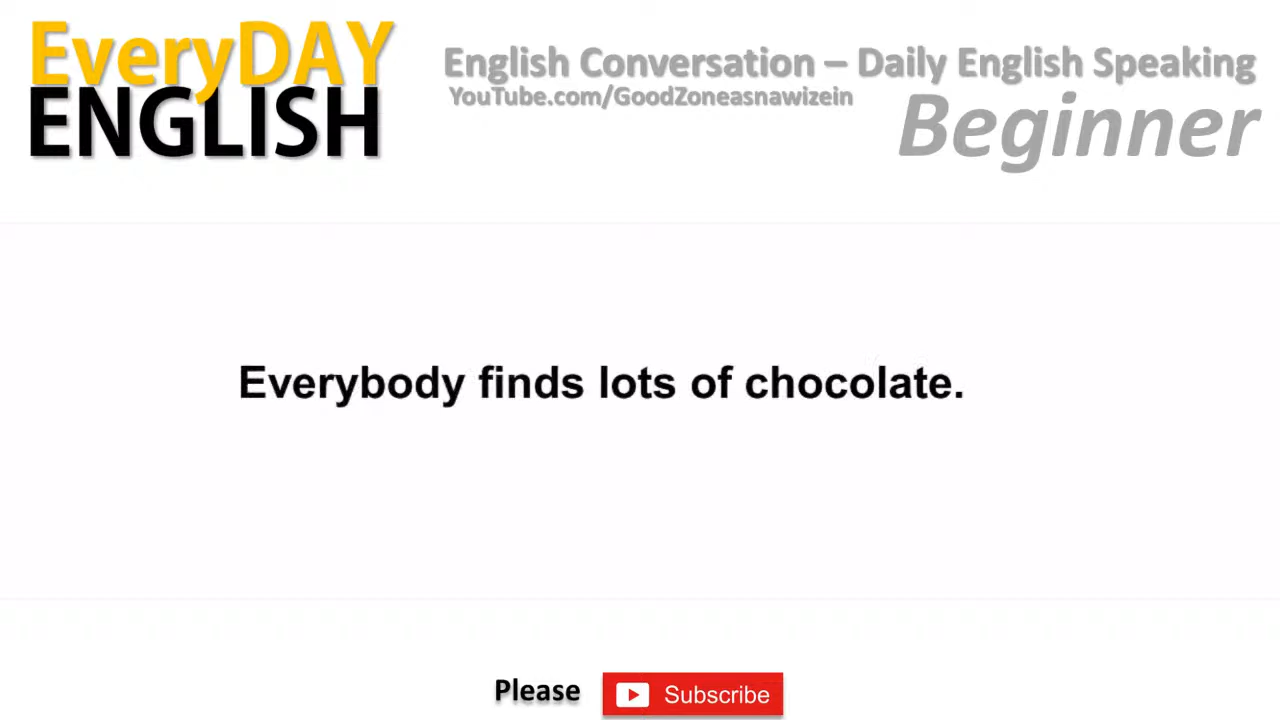 EveryDAY
ENGLISH
English Conversation – Daily English Speaking
YouTube.com/GoodZoneasnawizein
Beginner
Everybody finds lots of chocolate.
Please
Subscribe